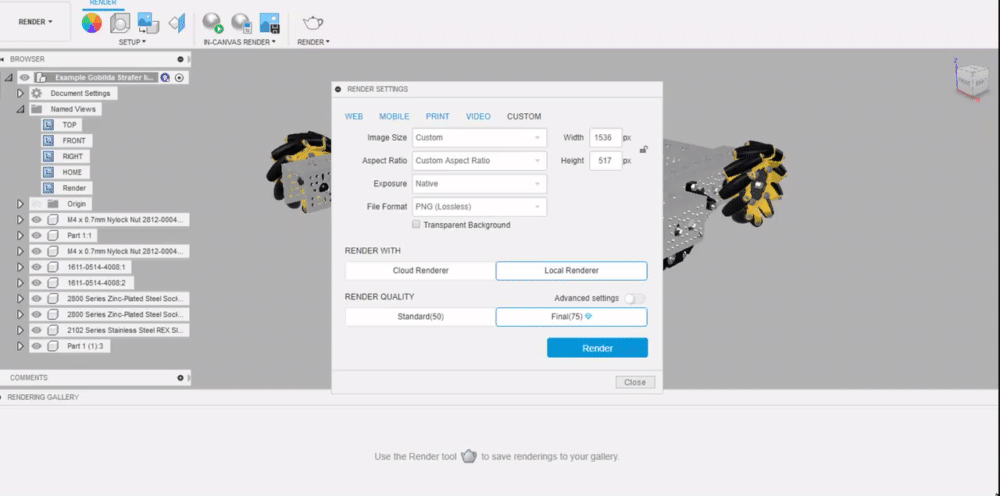 RENDER
RENDER
SETUP
IN-CANVAS RENDER
RENDER
BROWSER
Example Gobilda Strafer b...
Document Settings
Named Views
TOP
FRONT
RIGHT
HOME
Render
Origin
M4 x 0.7mm Nylock Nut 2812-0004...
Part 1:1
M4 x 0.7mm Nylock Nut 2812-0004...
1611-0514-4008:1
1611-0514-4008:2
2800 Series Zinc-Plated Steel Sock...
2800 Series Zinc-Plated Steel Sock...
2102 Series Stainless Steel REX Sl...
Part 1 (1):3
COMMENTS
RENDERING GALLERY
Use the Render tool to save renderings to your gallery.
RENDER SETTINGS
WEB MOBILE PRINT VIDEO CUSTOM
Image Size Custom Width 1536 px
Aspect Ratio Custom Aspect Ratio Height 517 px
Exposure Native
File Format PNG (Lossless)
Transparent Background
RENDER WITH
Cloud Renderer Local Renderer
RENDER QUALITY Advanced settings
Standard(50) Final(75)
Render
Close
Z